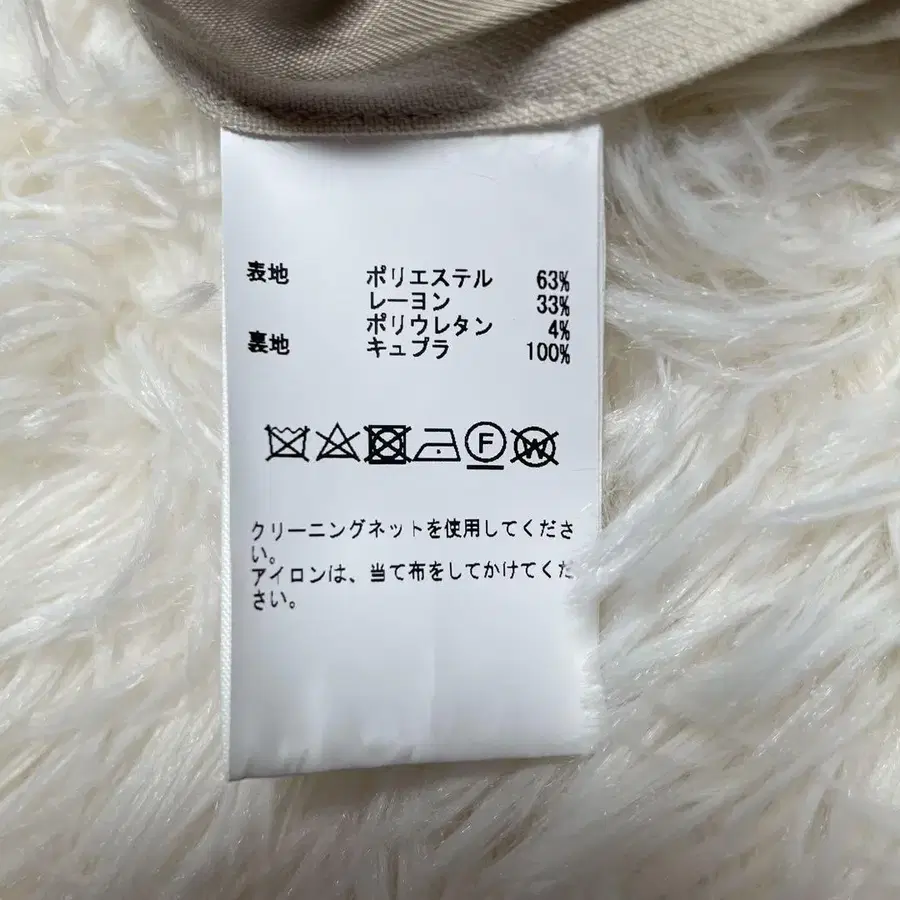 表地 ポリエステル 63%
レーヨン 33%
ポリウレタン 4%
裏地 キュプラ 100%
F W
クリーニングネットを使用してくださ
い。
アイロンは、当て布をしてかけてくだ
さい。